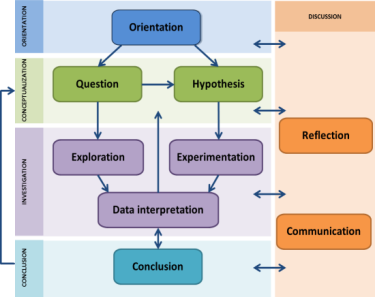 ORIENTATION
Orientation
DISCUSSION
CONCEPTUALIZATION
Question
Hypothesis
Reflection
INVESTIGATION
Exploration
Experimentation
Data interpretation
Communication
CONCLUSION
Conclusion